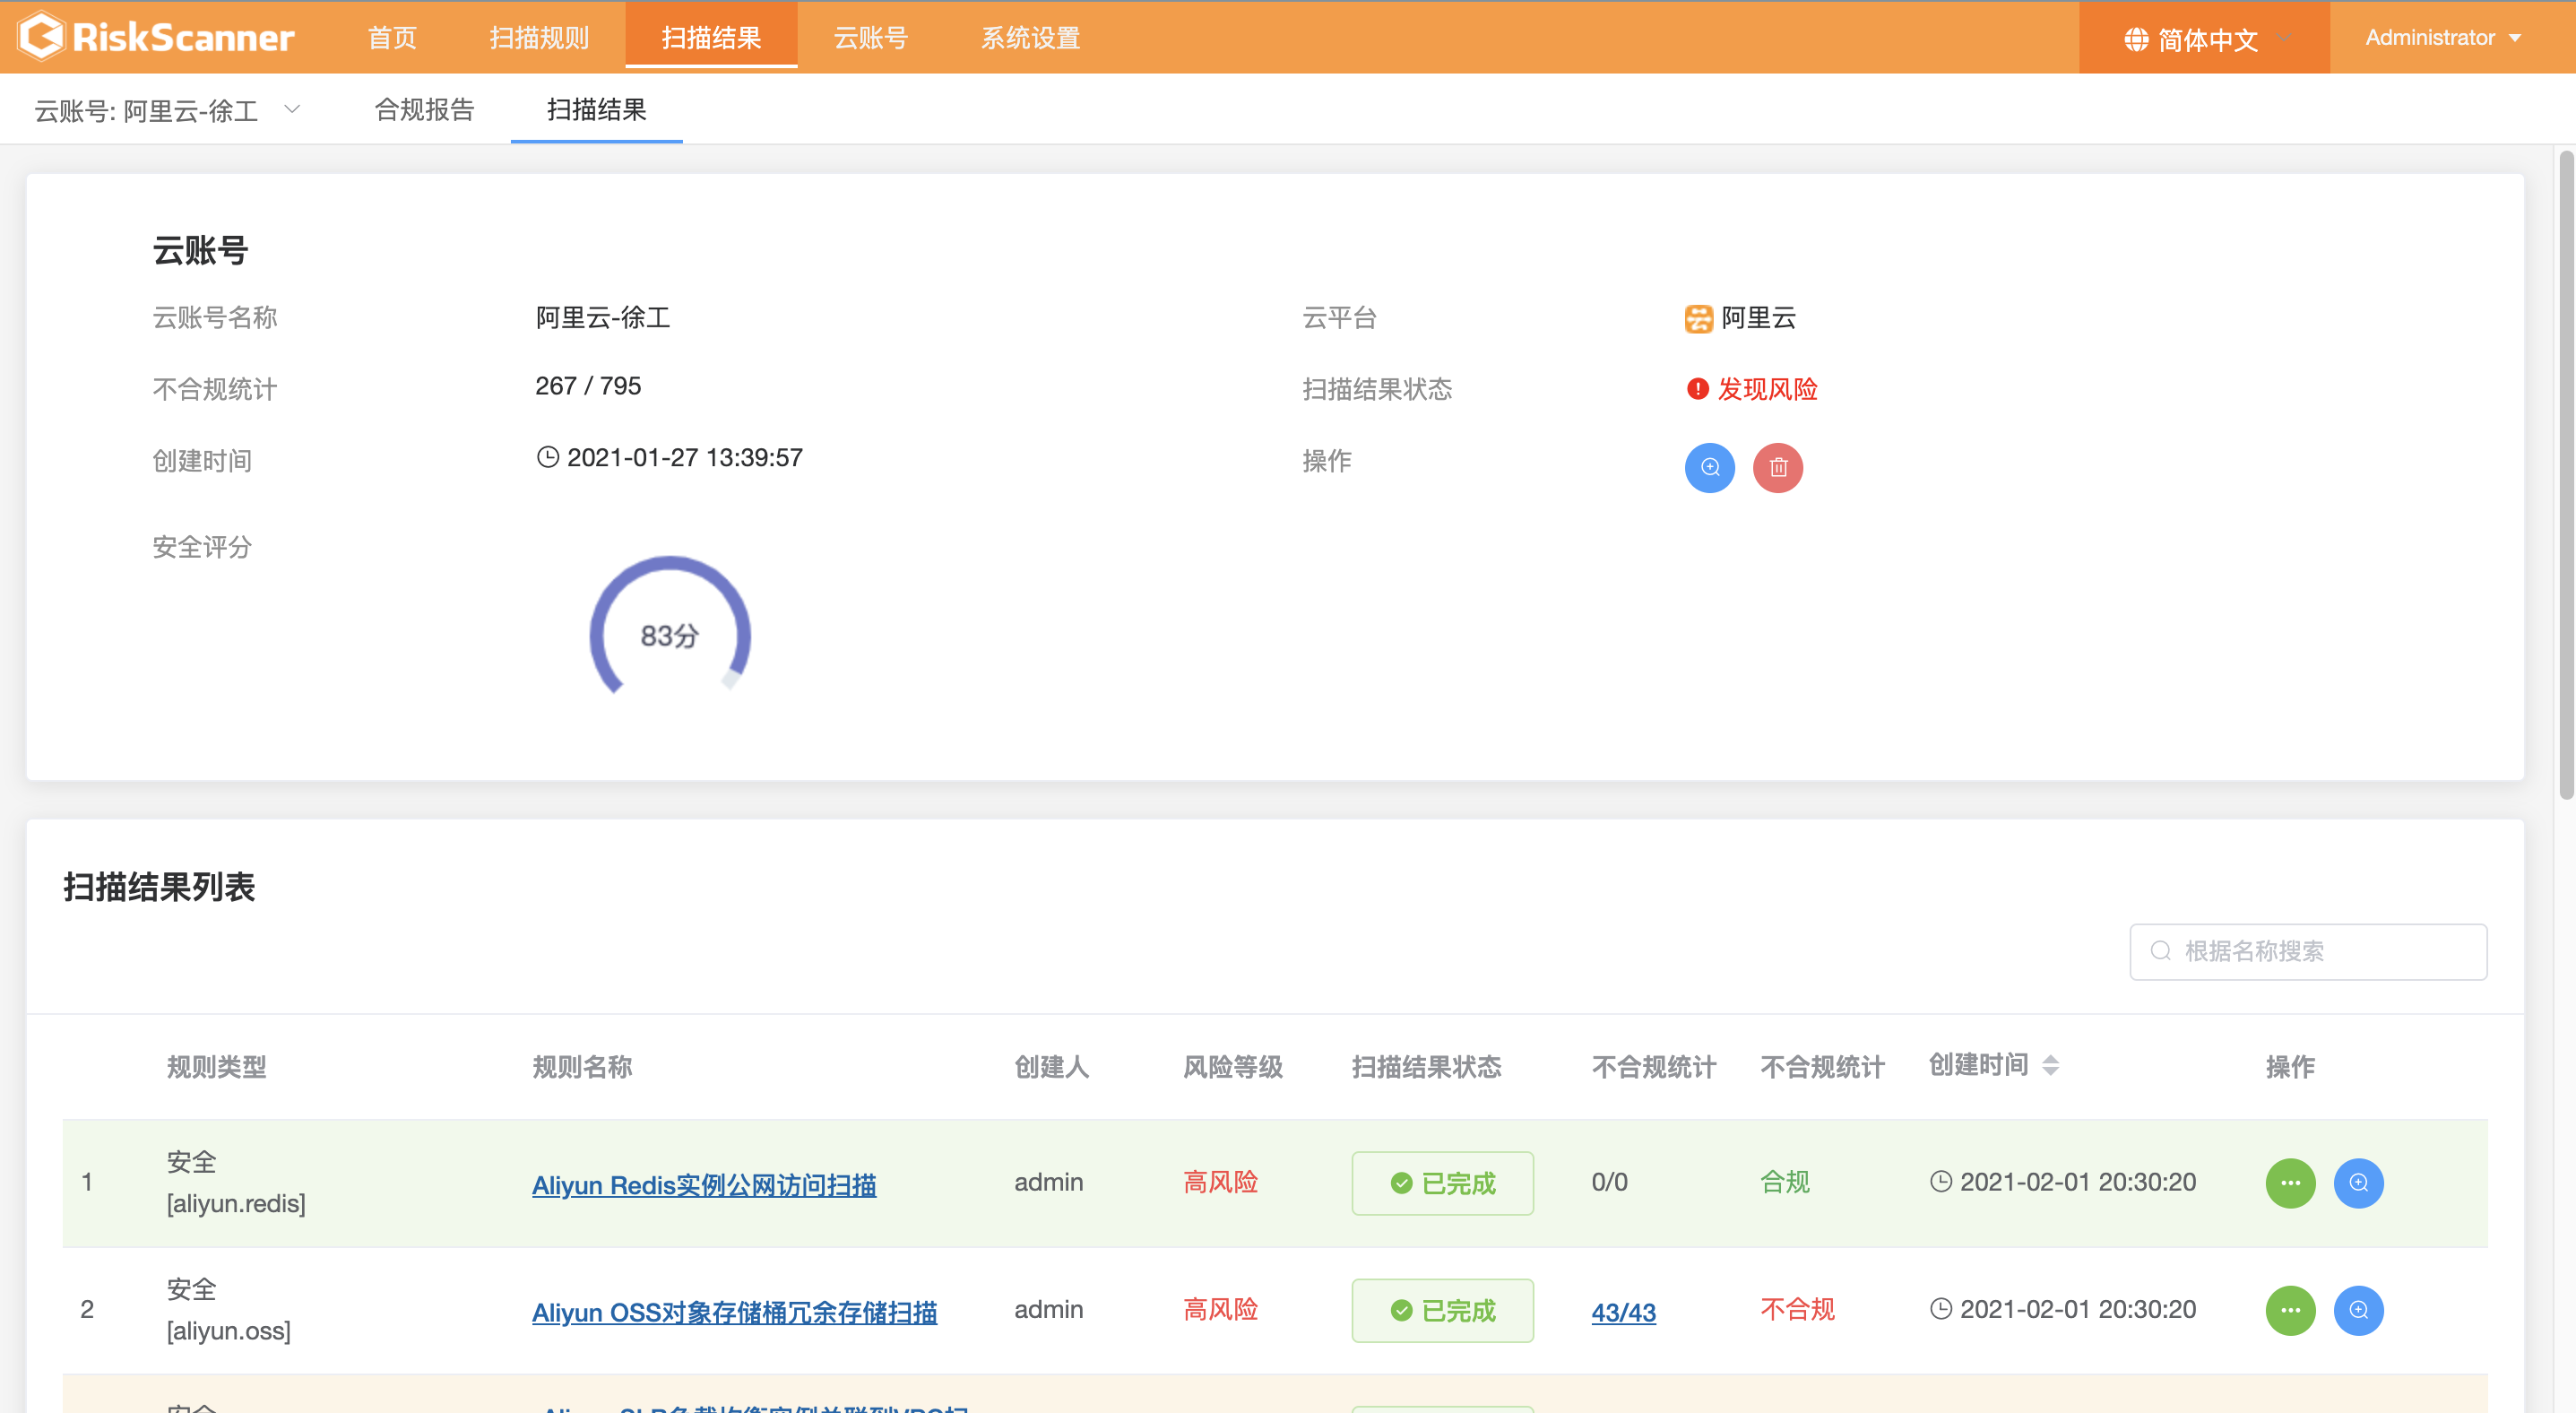 RiskScanner 首页 扫描规则 扫描结果 云账号 系统设置 简体中文 Administrator
云账号: 阿里云-徐工 合规报告 扫描结果
云账号
云账号名称 阿里云-徐工 云平台 阿里云
不合规统计 267 / 795 扫描结果状态 发现风险
创建时间 2021-01-27 13:39:57 操作
安全评分
83分
扫描结果列表
根据名称搜索
规则类型 规则名称 创建人 风险等级 扫描结果状态 不合规统计 不合规统计 创建时间 操作
1 安全 [aliyun.redis] Aliyun Redis实例公网访问扫描 admin 高风险 已完成 0/0 合规 2021-02-01 20:30:20
2 安全 [aliyun.oss] Aliyun OSS对象存储桶冗余存储扫描 admin 高风险 已完成 43/43 不合规 2021-02-01 20:30:20